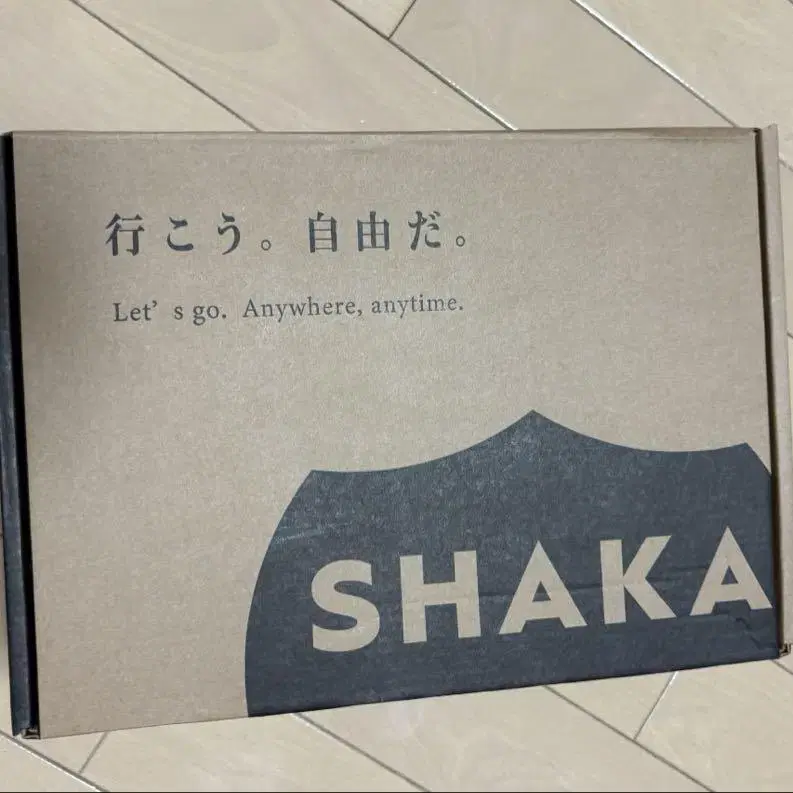 行こう。自由だ。
Let’s go. Anywhere, anytime.
SHAKA